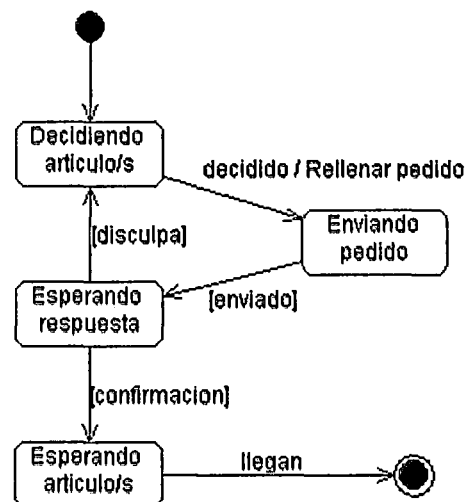 Decidiendo
articulo/s
decidido / Rellenar pedido
Enviando
pedido
[disculpa]
[enviado]
Esperando
respuesta
[confirmacion]
Esperando
articulo/s
llegan